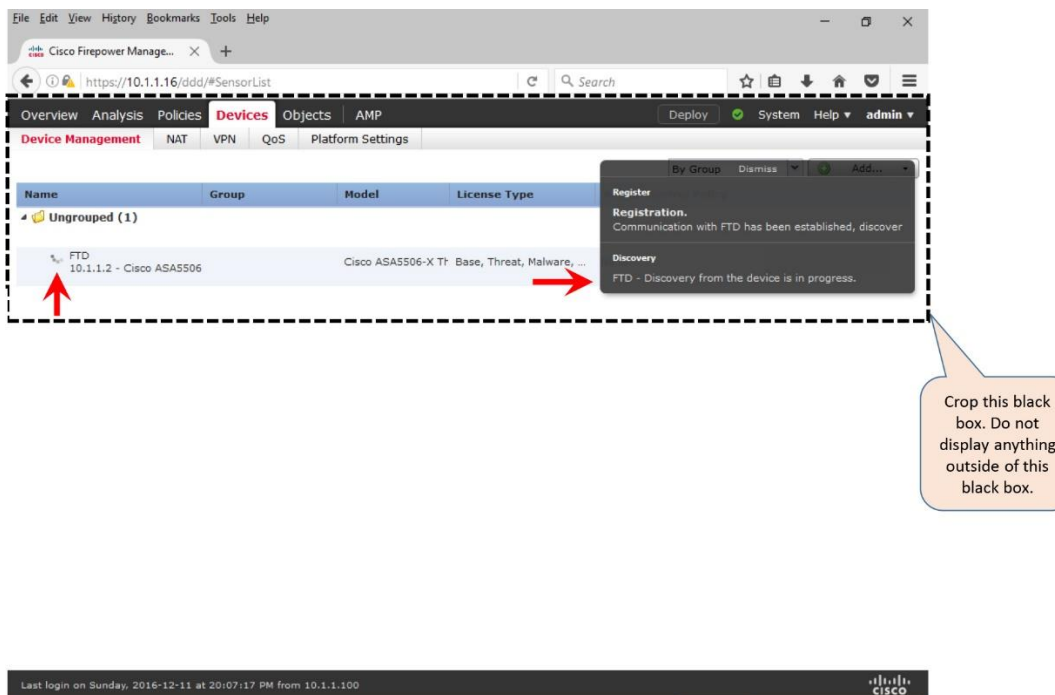 File Edit View History Bookmarks Tools Help
Cisco Firepower Manage...
https://10.1.1.16/ddd/#SensorList
Search
Overview Analysis Policies Devices Objects AMP Deploy System Help admin
Device Management NAT VPN QoS Platform Settings
By Group Dismiss Add...
Name Group Model License Type
Register
Registration.
Communication with FTD has been established, discover
Ungrouped (1)
Discovery
FTD - Discovery from the device is in progress.
FTD
10.1.1.2 - Cisco ASA5506 Cisco ASA5506-X Th Base, Threat, Malware, ...
Crop this black
box. Do not
display anything
outside of this
black box.
Last login on Sunday, 2016-12-11 at 20:07:17 PM from 10.1.1.100
CISCO